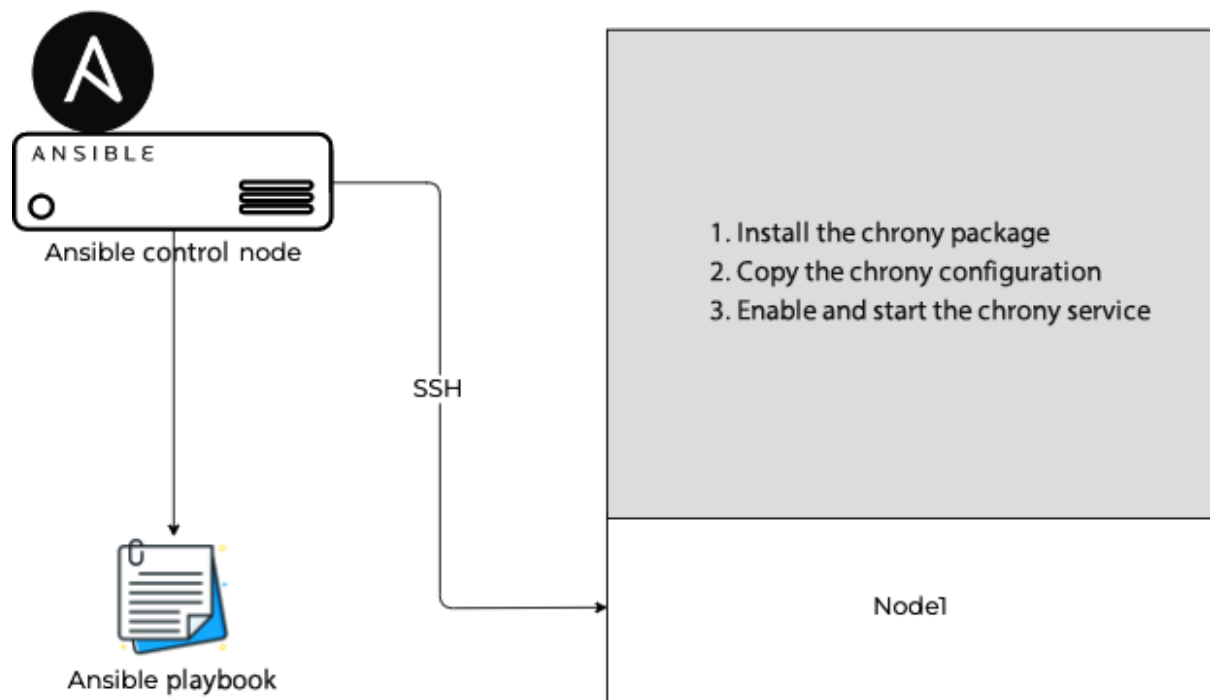 ANSIBLE
Ansible control node
1. Install the chrony package
2. Copy the chrony configuration
3. Enable and start the chrony service
SSH
Node1
Ansible playbook